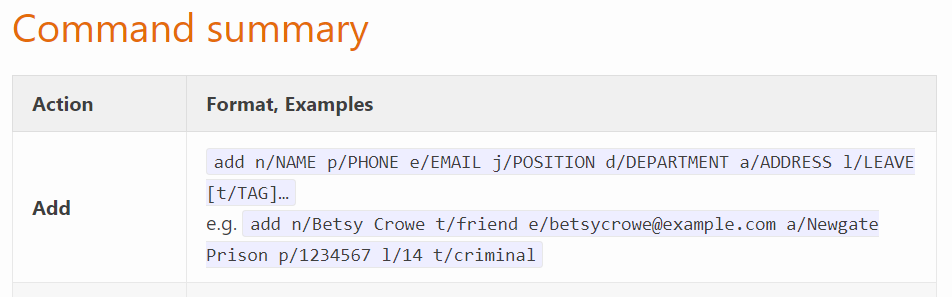 Command summary
Action Format, Examples
add n/NAME p/PHONE e/EMAIL j/POSITION d/DEPARTMENT a/ADDRESS l/LEAVE
[t/TAG]…
Add
e.g. add n/Betsy Crowe t/friend e/betsycrowe@example.com a/Newgate
Prison p/1234567 l/14 t/criminal